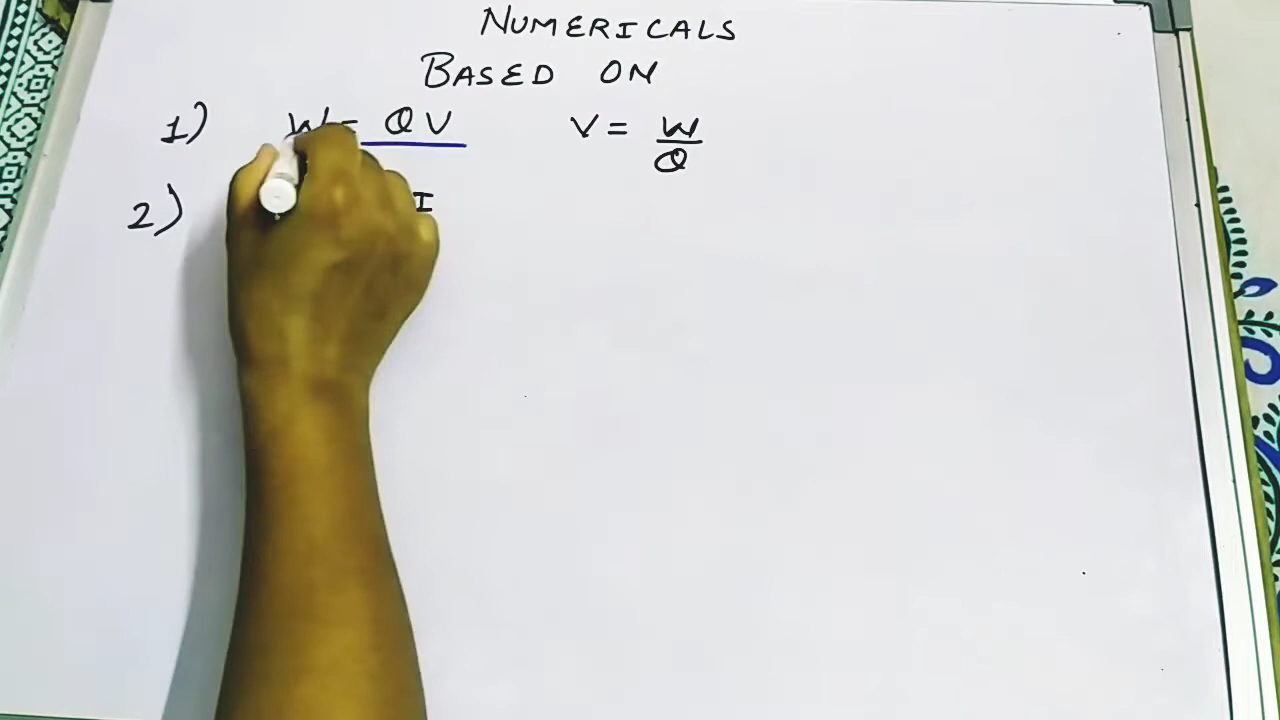 NUMERICALS
BASED ON
1) W = QV V = W/Q
2) I